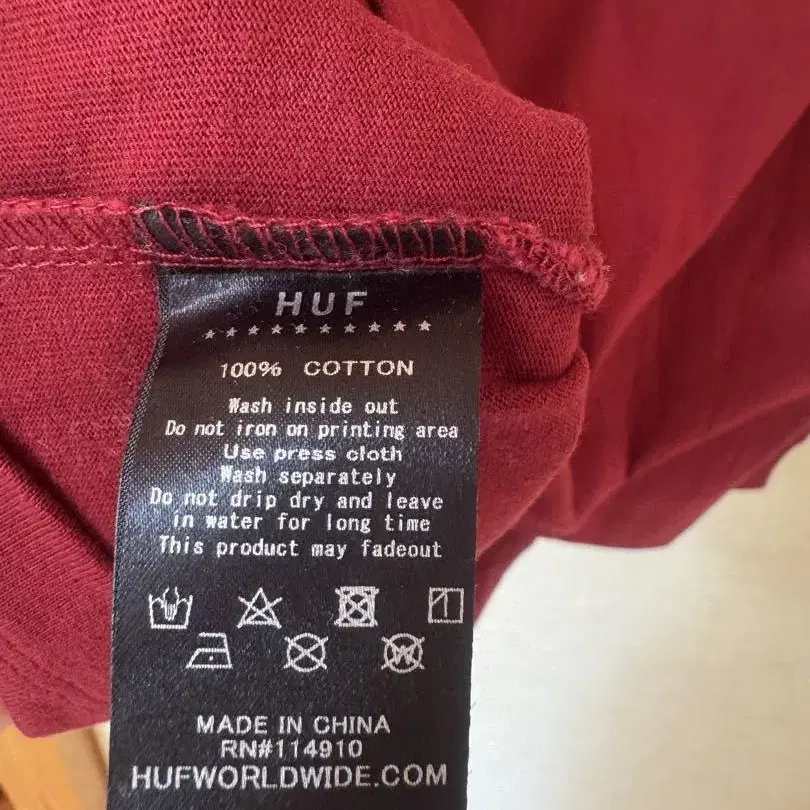 HUF
100% COTTON
Wash inside out
Do not iron on printing area
Use press cloth
Wash separately
Do not drip dry and leave
in water for long time
This product may fadeout
W
MADE IN CHINA
RN#114910
HUFWORLDWIDE.COM